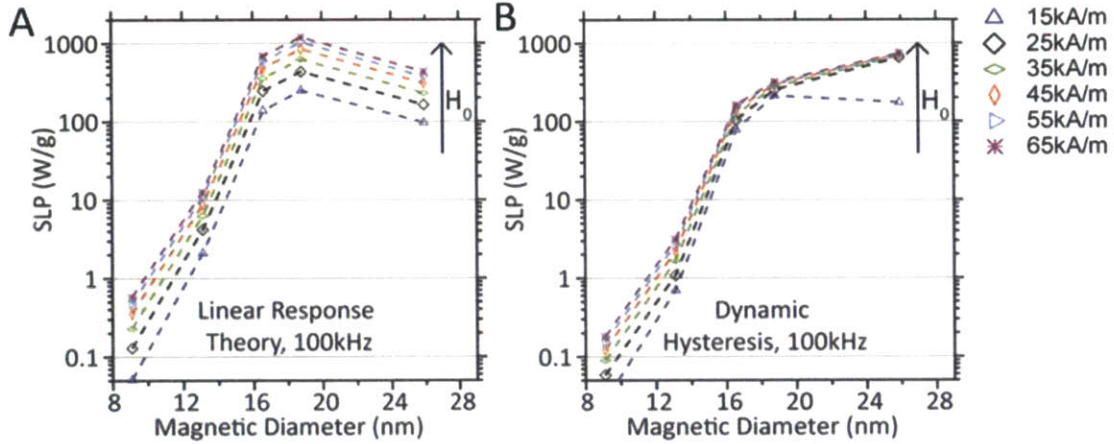 A
SLP (W/g)
1000
100
10
1
0.1
H0
Linear Response
Theory, 100kHz
8 12 16 20 24 28
Magnetic Diameter (nm)
B
SLP (W/g)
1000
100
10
1
0.1
H0
Dynamic
Hysteresis, 100kHz
8 12 16 20 24 28
Magnetic Diameter (nm)
15kA/m
25kA/m
35kA/m
45kA/m
55kA/m
65kA/m